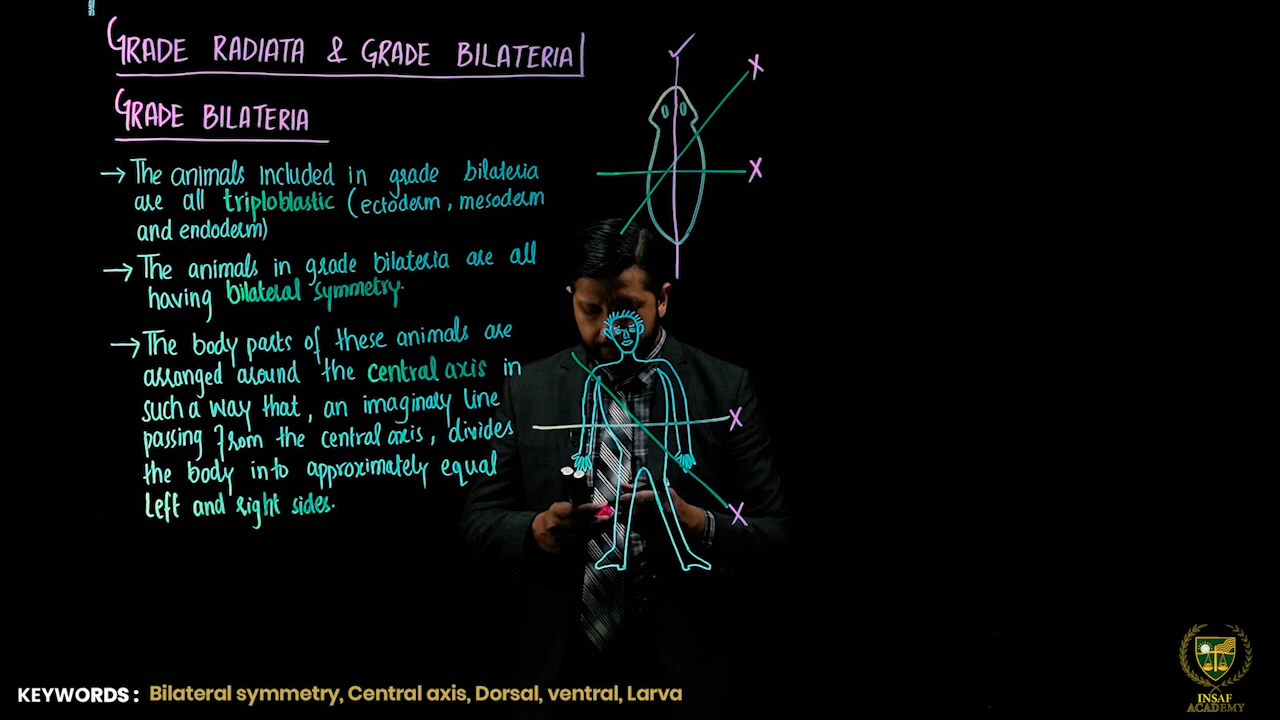 GRADE RADIATA & GRADE BILATERIA
GRADE BILATERIA
→ The animals included in grade bilateria
are all triploblastic (ectoderm, mesoderm
and endoderm)
→ The animals in grade bilateria are all
having bilateral symmetry.
→ The body parts of these animals are
arranged around the central axis in
such a way that, an imaginary line
passing from the central axis, divides
the body into approximately equal
left and right sides.
KEYWORDS : Bilateral symmetry, Central axis, Dorsal, ventral, Larva
INSAF
ACADEMY